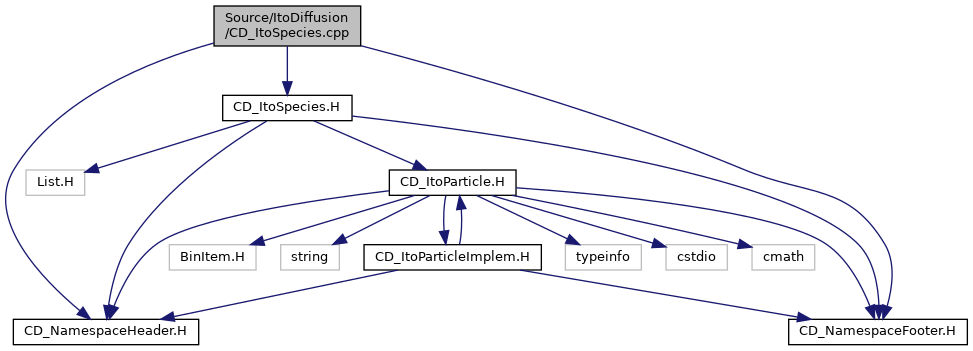 Source/ItoDiffusion
/CD_ItoSpecies.cpp
CD_ItoSpecies.H
List.H
CD_ItoParticle.H
BinItem.H
string
CD_ItoParticleImplem.H
typeinfo
cstdio
cmath
CD_NamespaceHeader.H
CD_NamespaceFooter.H